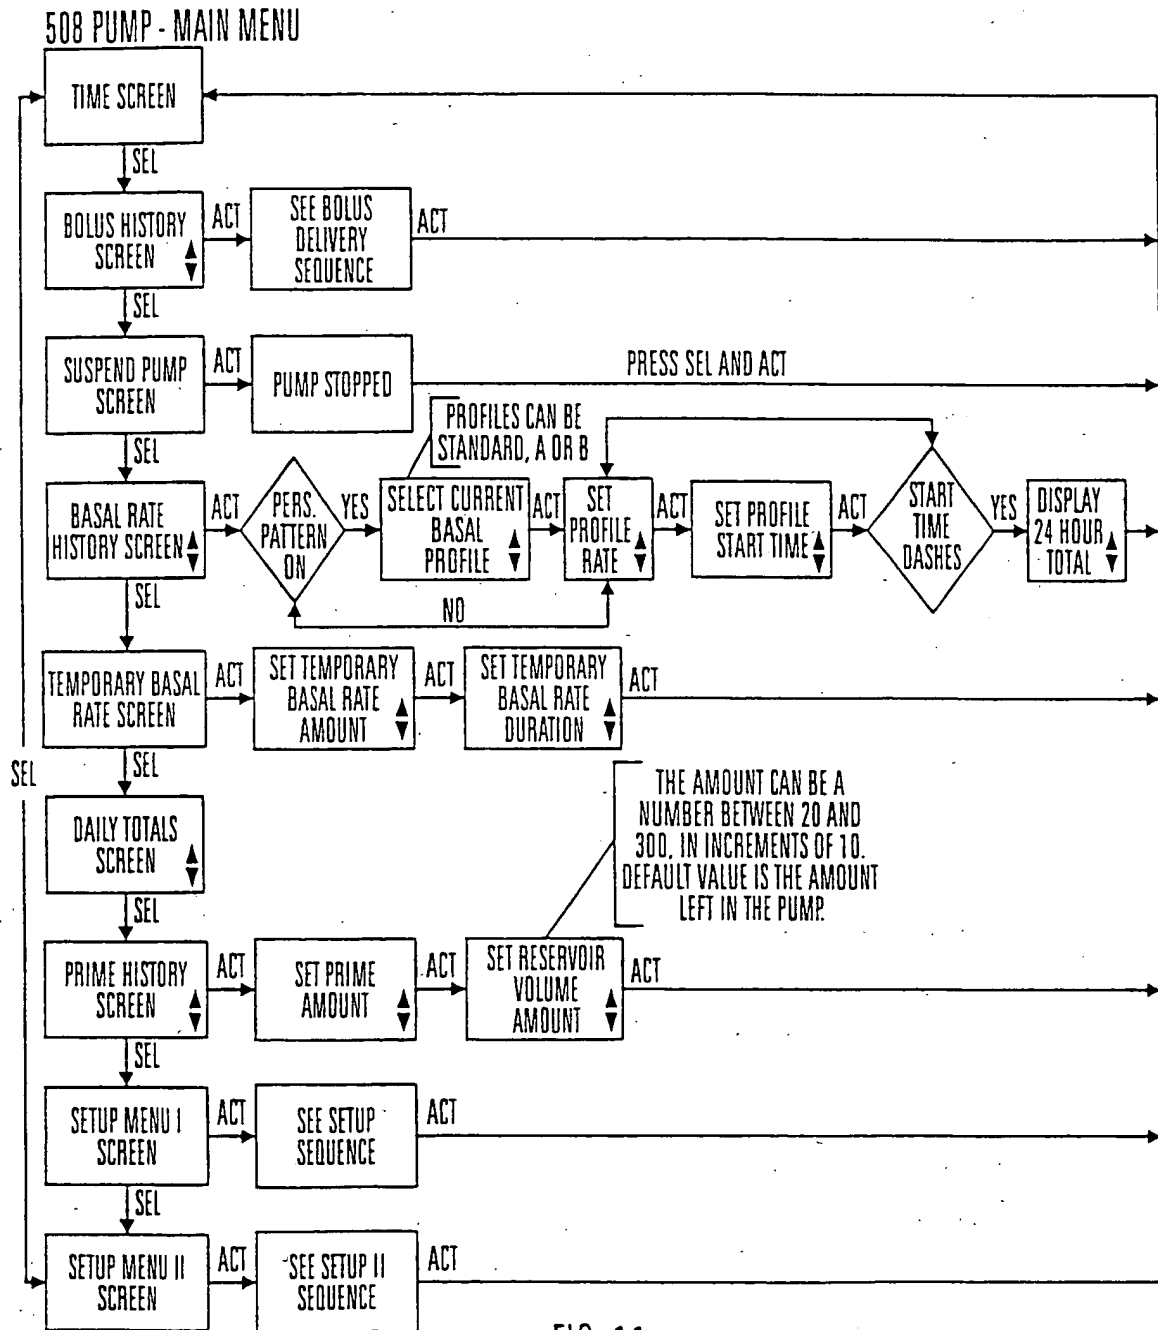 508 PUMP - MAIN MENU
TIME SCREEN
SEL
BOLUS HISTORY
SCREEN
ACT
SEE BOLUS
DELIVERY
SEQUENCE
ACT
SEL
SUSPEND PUMP
SCREEN
ACT
PUMP STOPPED
PRESS SEL AND ACT
SEL
PROFILES CAN BE
STANDARD, A OR B
BASAL RATE
HISTORY SCREEN
ACT
PERS.
PATTERN
ON
YES
SELECT CURRENT
BASAL
PROFILE
ACT
SET
PROFILE
RATE
ACT
SET PROFILE
START TIME
ACT
START
TIME
DASHES
YES
DISPLAY
24 HOUR
TOTAL
NO
SEL
TEMPORARY BASAL
RATE SCREEN
ACT
SET TEMPORARY
BASAL RATE
AMOUNT
ACT
SET TEMPORARY
BASAL RATE
DURATION
ACT
SEL
SEL
DAILY TOTALS
SCREEN
THE AMOUNT CAN BE A
NUMBER BETWEEN 20 AND
300, IN INCREMENTS OF 10.
DEFAULT VALUE IS THE AMOUNT
LEFT IN THE PUMP.
SEL
PRIME HISTORY
SCREEN
ACT
SET PRIME
AMOUNT
ACT
SET RESERVOIR
VOLUME
AMOUNT
ACT
SEL
SETUP MENU I
SCREEN
ACT
SEE SETUP
SEQUENCE
ACT
SEL
SETUP MENU II
SCREEN
ACT
SEE SETUP II
SEQUENCE
ACT